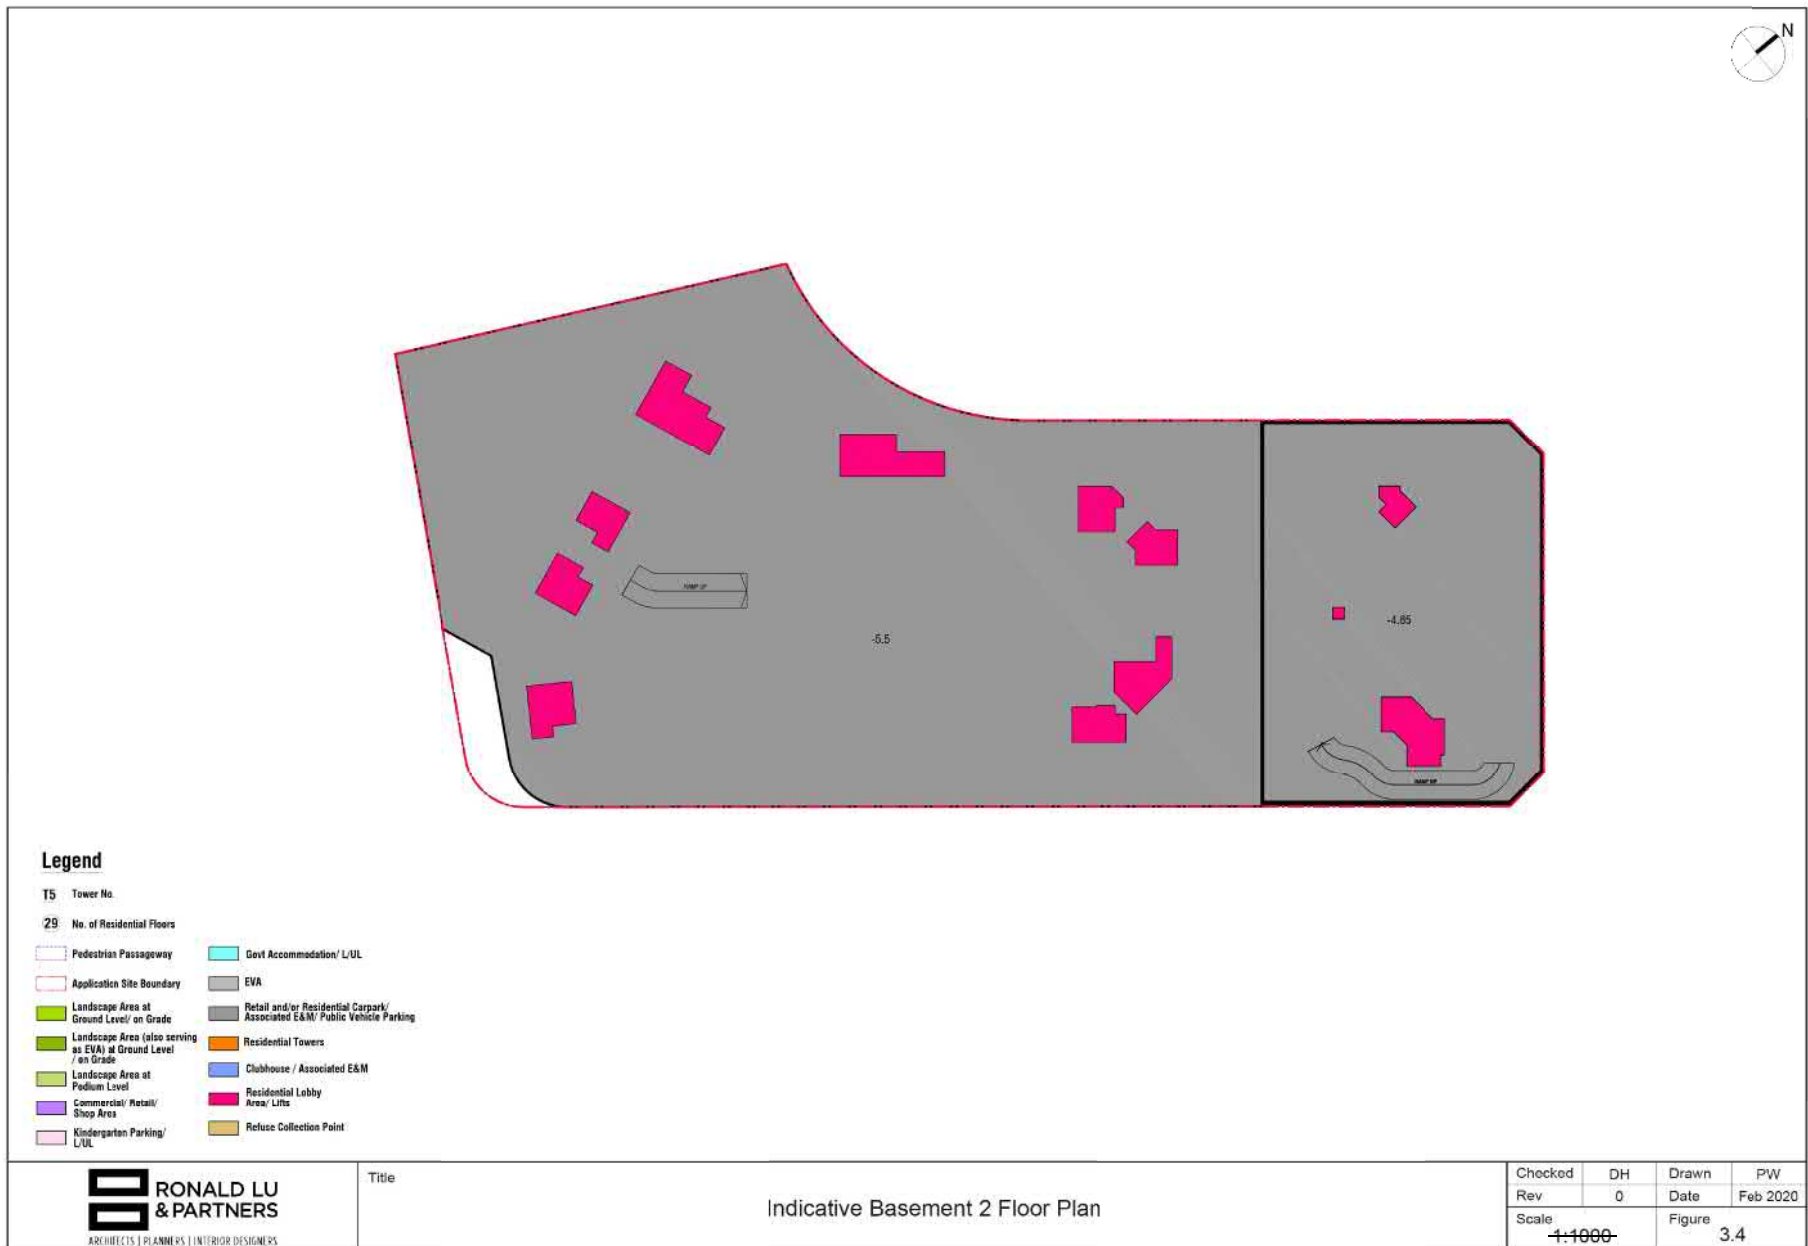 N
RAMP UP
-5.5
-4.85
RAMP UP
Legend
T5 Tower No.
29 No. of Residential Floors
Pedestrian Passageway
Application Site Boundary
Landscape Area at
Ground Level/ on Grade
Landscape Area (also serving
as EVA) at Ground Level
/ on Grade
Landscape Area at
Podium Level
Commercial/ Retail/
Shop Area
Kindergarten Parking/
L/UL
Govt Accommodation/ L/UL
EVA
Retail and/or Residential Carpark/
Associated E&M/ Public Vehicle Parking
Residential Towers
Clubhouse / Associated E&M
Residential Lobby
Area/ Lifts
Refuse Collection Point
RONALD LU
& PARTNERS
ARCHITECTS | PLANNERS | INTERIOR DESIGNERS
Title
Indicative Basement 2 Floor Plan
Checked DH Drawn PW
Rev 0 Date Feb 2020
Scale 1:1000 Figure 3.4